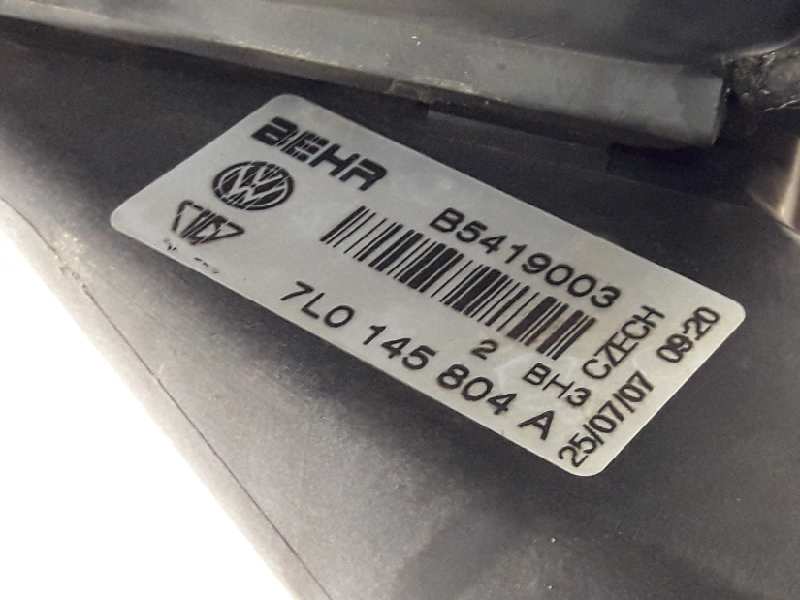 BEHR
B5419003
2
7L0 145 804 A
BH3
CZECH
25/07/07 09:20